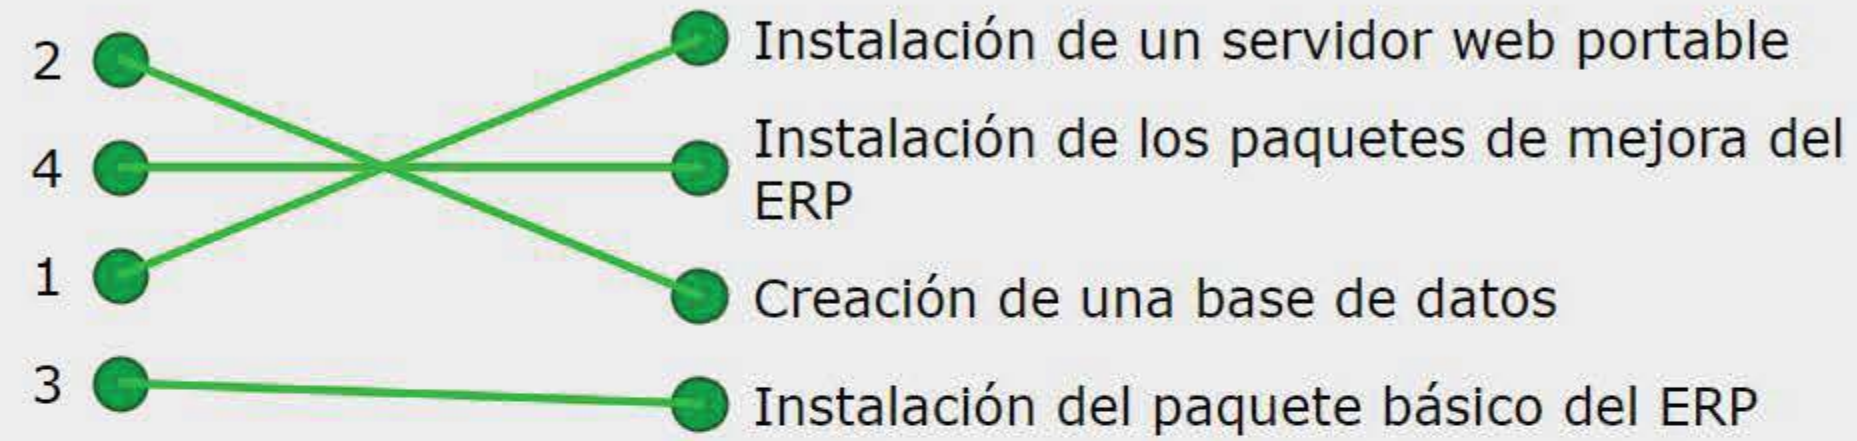 2
Instalación de un servidor web portable
4
Instalación de los paquetes de mejora del
ERP
1
Creación de una base de datos
3
Instalación del paquete básico del ERP